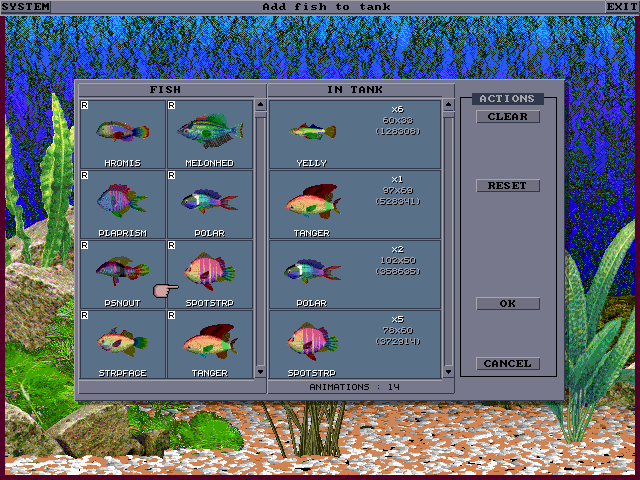 SYSTEM Add fish to tank EXIT
FISH IN TANK
ACTIONS
CLEAR
RESET
OK
CANCEL
R R
HROMIS MELONHED
R R
PLAPRISM POLAR
R R
PSNOUT SPOTSTRP
R R
STRPFACE TANGER
x6
60x33
(128306)
YELLY
x1
97x69
(528341)
TANGER
x2
102x50
(358635)
POLAR
x5
78x60
(372914)
SPOTSTRP
ANIMATIONS : 14